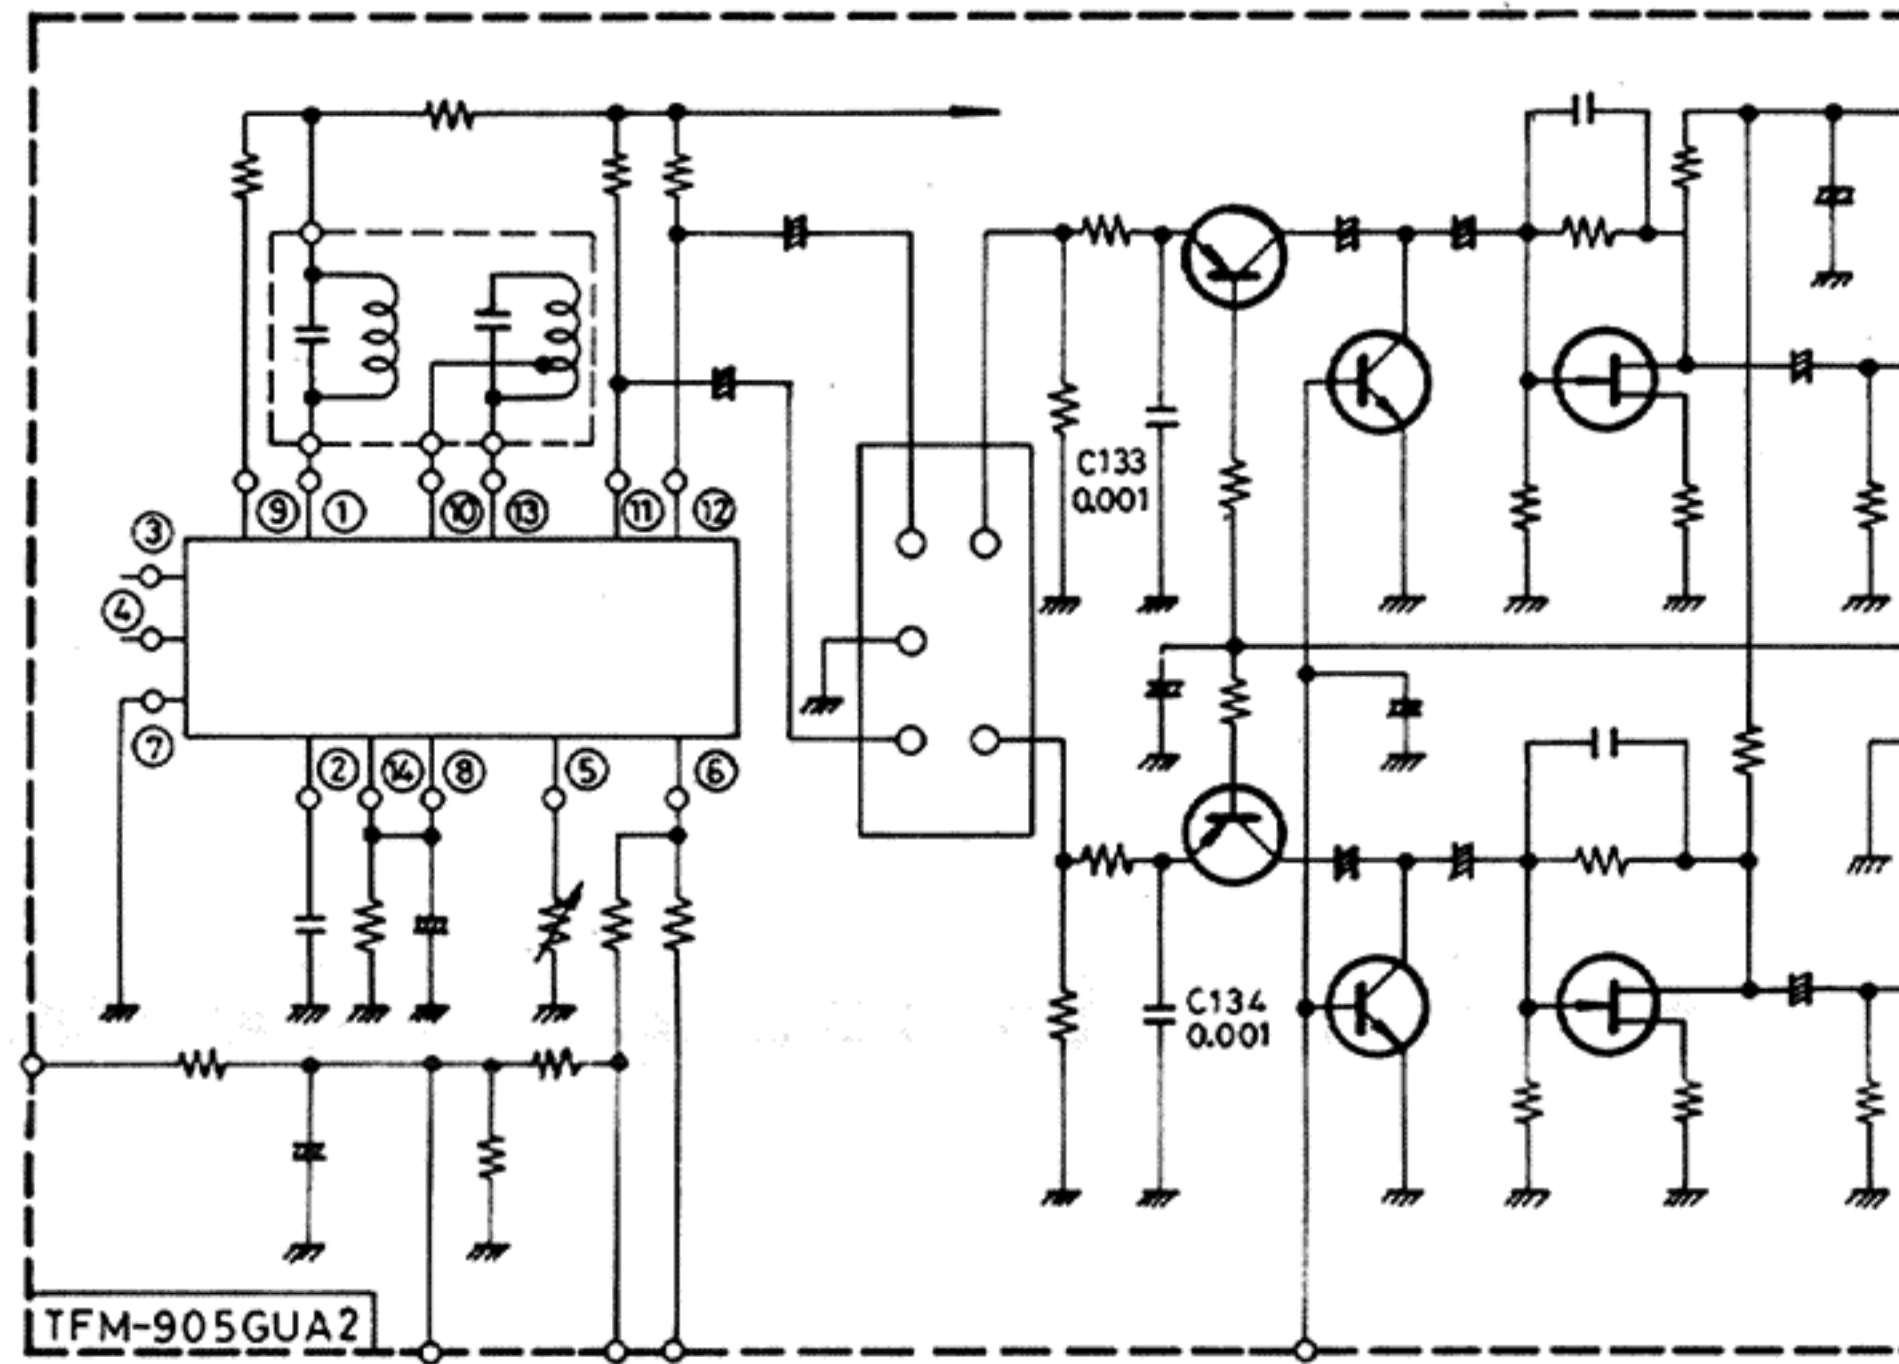 ⑨ ① ⑩ ⑬ ⑪ ⑫
③
④
⑦
② ⑭ ⑧ ⑤ ⑥
C133
0.001
C134
0.001
TFM-905GUA2